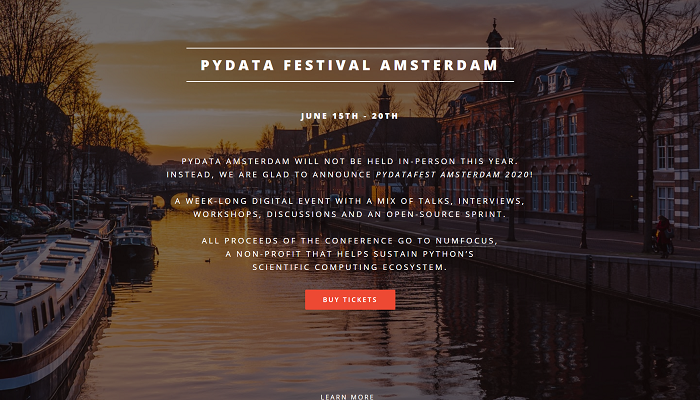 PYDATA FESTIVAL AMSTERDAM
JUNE 15TH - 20TH
PYDATA AMSTERDAM WILL NOT BE HELD IN-PERSON THIS YEAR.
INSTEAD, WE ARE GLAD TO ANNOUNCE PYDATAFEST AMSTERDAM 2020!
A WEEK-LONG DIGITAL EVENT WITH A MIX OF TALKS, INTERVIEWS,
WORKSHOPS, DISCUSSIONS AND AN OPEN-SOURCE SPRINT.
ALL PROCEEDS OF THE CONFERENCE GO TO NUMFOCUS,
A NON-PROFIT THAT HELPS SUSTAIN PYTHON'S
SCIENTIFIC COMPUTING ECOSYSTEM.
BUY TICKETS
LEARN MORE